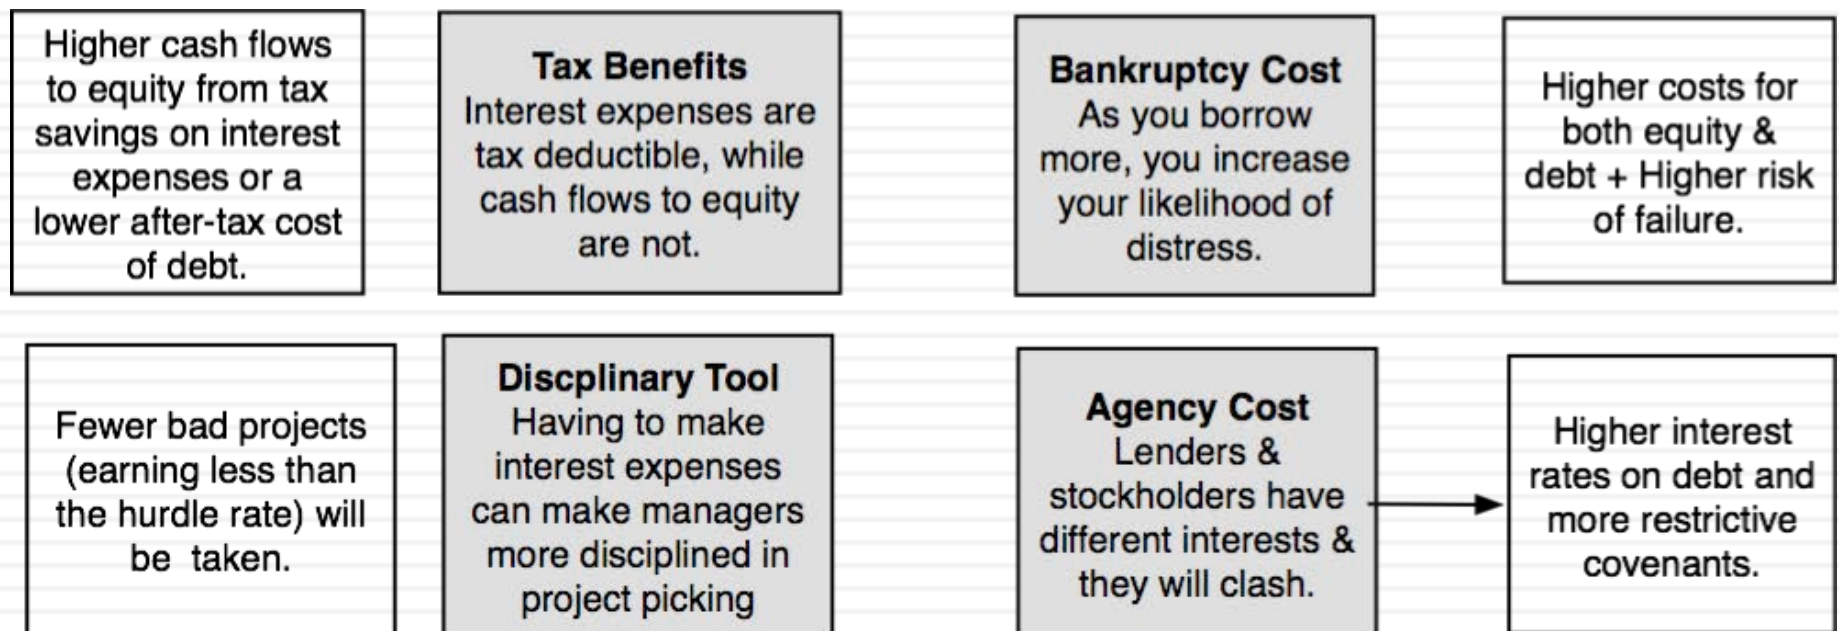 Higher cash flows
to equity from tax
savings on interest
expenses or a
lower after-tax cost
of debt.
Tax Benefits
Interest expenses are
tax deductible, while
cash flows to equity
are not.
Bankruptcy Cost
As you borrow
more, you increase
your likelihood of
distress.
Higher costs for
both equity &
debt + Higher risk
of failure.
Fewer bad projects
(earning less than
the hurdle rate) will
be taken.
Discplinary Tool
Having to make
interest expenses
can make managers
more disciplined in
project picking
Agency Cost
Lenders &
stockholders have
different interests &
they will clash.
Higher interest
rates on debt and
more restrictive
covenants.